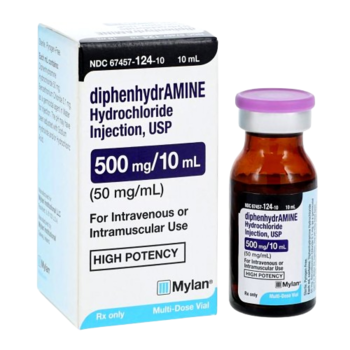 NDC 67457-124-10 10 mL
diphenhydrAMINE
Hydrochloride
Injection, USP
500 mg/10 mL
(50 mg/mL)
For Intravenous or
Intramuscular Use
HIGH POTENCY
Mylan®
Rx only Multi-Dose Vial
NDC 67457-124-10 10 mL
diphenhydrAMINE
Hydrochloride
Injection, USP
500 mg/10 mL
(50 mg/mL)
For Intravenous or
Intramuscular Use
HIGH POTENCY
Mylan®
Rx only Multi-Dose Vial